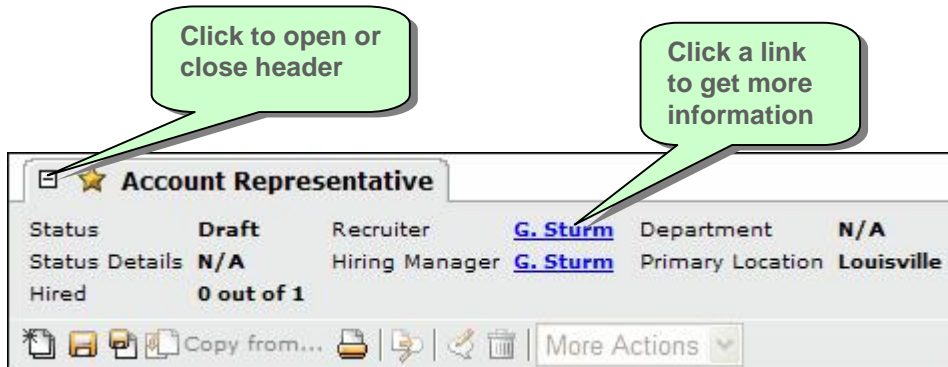 Click to open or
close header
Click a link
to get more
information
Account Representative
Status Draft Recruiter G. Sturm Department N/A
Status Details N/A Hiring Manager G. Sturm Primary Location Louisville
Hired 0 out of 1
Copy from... More Actions